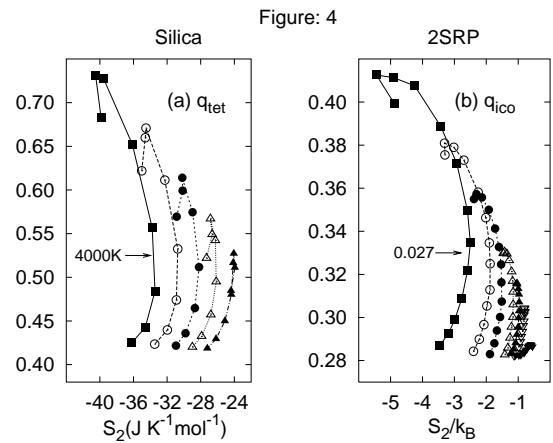 Figure: 4
Silica
2SRP
(a) q_tet
(b) q_ico
0.70
0.65
0.60
0.55
0.50
0.45
0.40
4000K
0.40
0.38
0.36
0.34
0.32
0.30
0.28
0.027
-40 -36 -32 -28 -24
-5 -4 -3 -2 -1
S_2(J K^-1mol^-1)
S_2/k_B